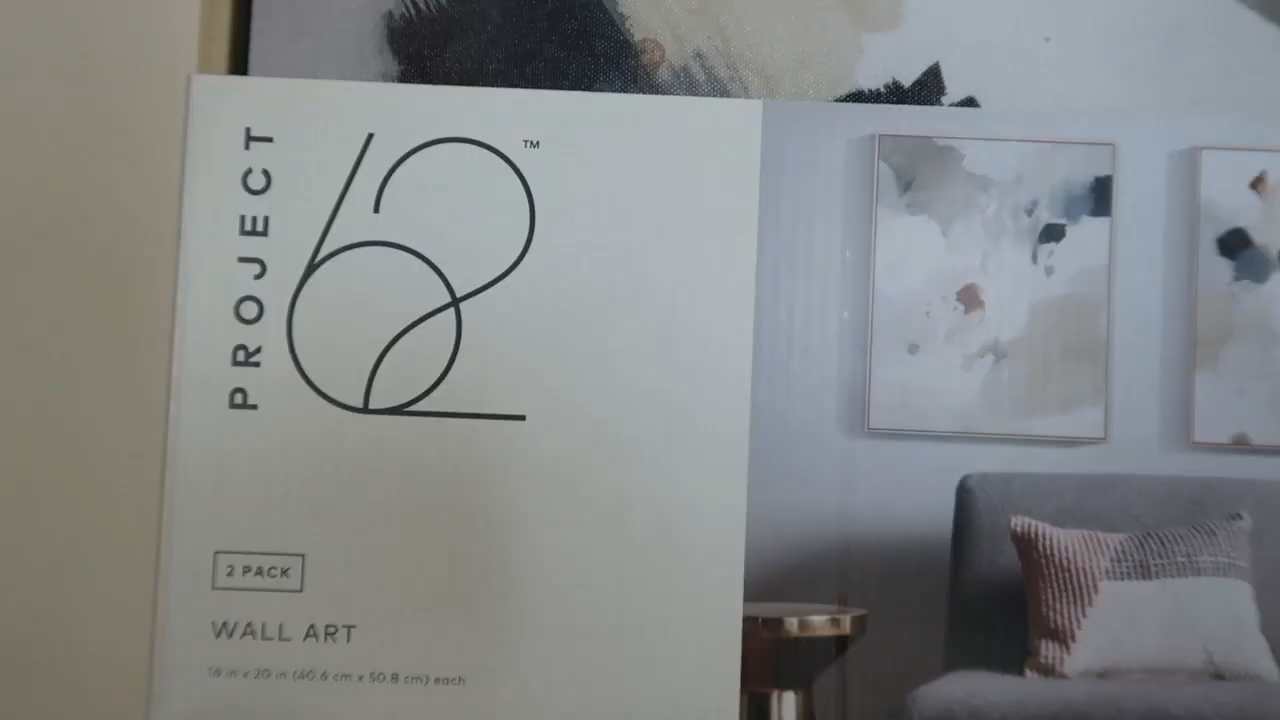 PROJECT
62™
2 PACK
WALL ART
16 in x 20 in (40.6 cm x 50.8 cm) each